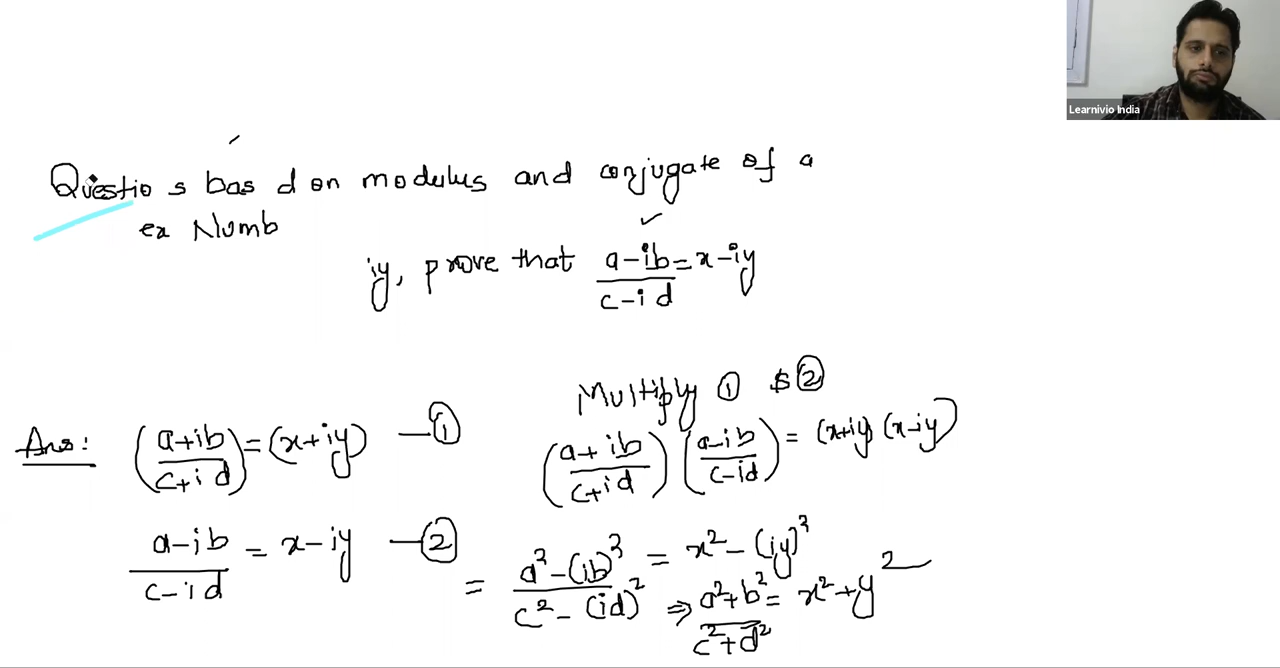 Learnivio India
Questio s bas d on modulus and conjugate of a
ex Numb
iy, prove that (a-ib)/(c-id) = x-iy
Multiply ① $ ②
Ans: ((a+ib)/(c+id)) = (x+iy) —①
((a+ib)/(c+id)) ((a-ib)/(c-id)) = (x+iy) (x-iy)
(a-ib)/(c-id) = x-iy —②
= (a²-(ib)²)/(c²-(id)²) = x²-(iy)²
⇒ (a²+b²)/(c²+d²) = x²+y²